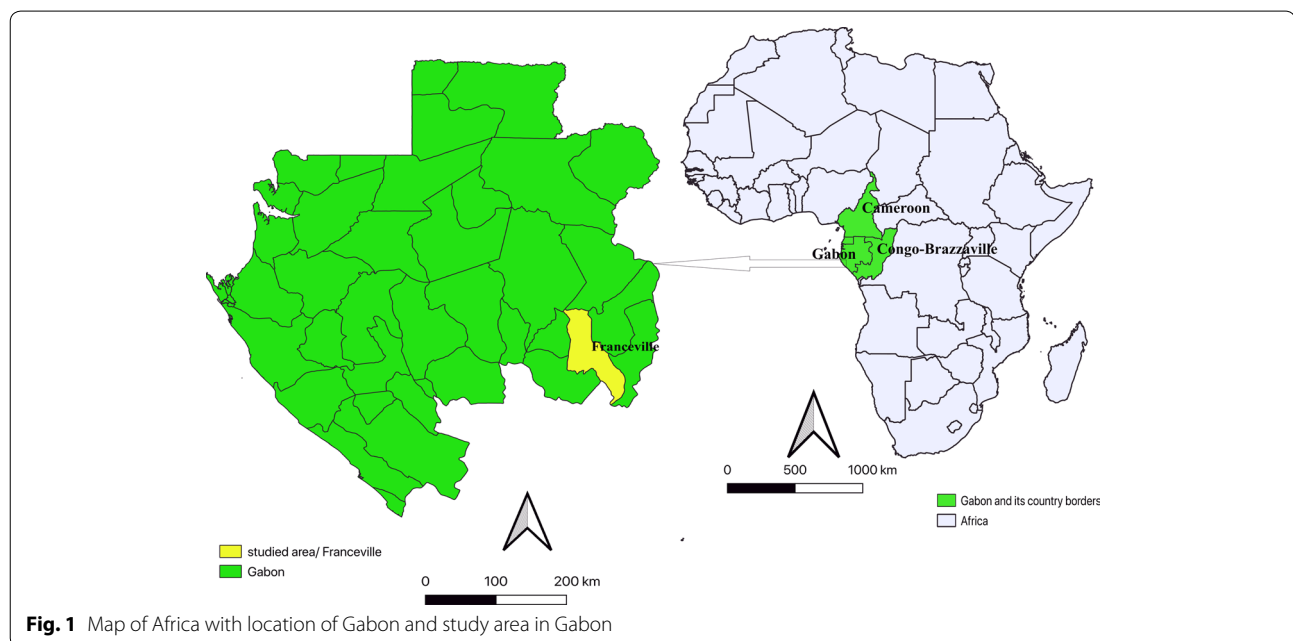 Cameroon
Gabon
Congo-Brazzaville
Franceville
0 500 1000 km
Gabon and its country borders
Africa
studied area/ Franceville
Gabon
0 100 200 km
Fig. 1 Map of Africa with location of Gabon and study area in Gabon